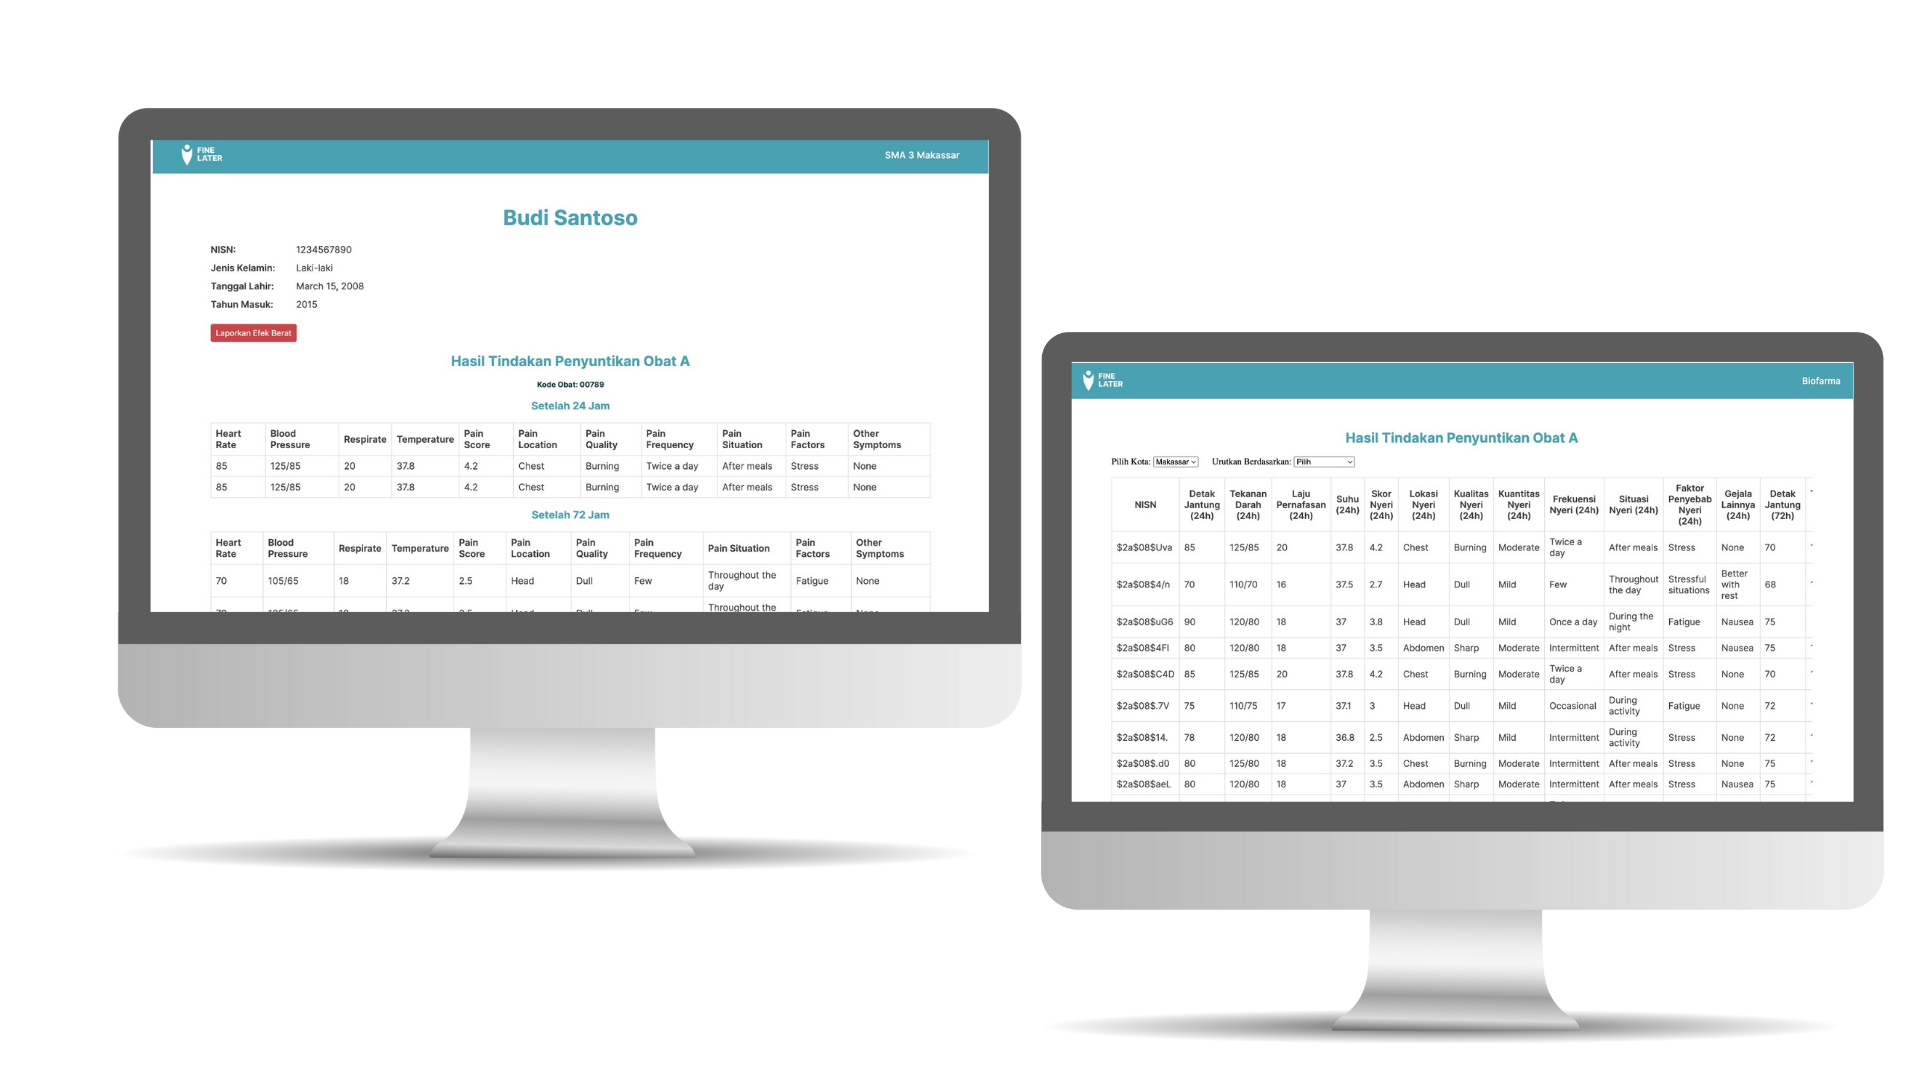 FINE
LATER
SMA 3 Makassar
Budi Santoso
NISN: 1234567890
Jenis Kelamin: Laki-laki
Tanggal Lahir: March 15, 2008
Tahun Masuk: 2015
Laporkan Efek Berat
Hasil Tindakan Penyuntikan Obat A
Kode Obat: 00789
Setelah 24 Jam
Heart Rate Blood Pressure Respirate Temperature Pain Score Pain Location Pain Quality Pain Frequency Pain Situation Pain Factors Other Symptoms
85 125/85 20 37.8 4.2 Chest Burning Twice a day After meals Stress None
85 125/85 20 37.8 4.2 Chest Burning Twice a day After meals Stress None
Setelah 72 Jam
Heart Rate Blood Pressure Respirate Temperature Pain Score Pain Location Pain Quality Pain Frequency Pain Situation Pain Factors Other Symptoms
70 105/65 18 37.2 2.5 Head Dull Few Throughout the day Fatigue None
Throughout the
FINE
LATER
Biofarma
Hasil Tindakan Penyuntikan Obat A
Pilih Kota: Makassar Urutkan Berdasarkan: Pilih
NISN Detak Jantung (24h) Tekanan Darah (24h) Laju Pernafasan (24h) Suhu (24h) Skor Nyeri (24h) Lokasi Nyeri (24h) Kualitas Nyeri (24h) Kuantitas Nyeri (24h) Frekuensi Nyeri (24h) Situasi Nyeri (24h) Faktor Penyebab Nyeri (24h) Gejala Lainnya (24h) Detak Jantung (72h)
$2a$08$Uva 85 125/85 20 37.8 4.2 Chest Burning Moderate Twice a day After meals Stress None 70
$2a$08$4/n 70 110/70 16 37.5 2.7 Head Dull Mild Few Throughout the day Stressful situations Better with rest 68
$2a$08$uG6 90 120/80 18 37 3.8 Head Dull Mild Once a day During the night Fatigue Nausea 75
$2a$08$4FI 80 120/80 18 37 3.5 Abdomen Sharp Moderate Intermittent After meals Stress Nausea 75
$2a$08$C4D 85 125/85 20 37.8 4.2 Chest Burning Moderate Twice a day After meals Stress None 70
$2a$08$.7V 75 110/75 17 37.1 3 Head Dull Mild Occasional During activity Fatigue None 72
$2a$08$14. 78 120/80 18 36.8 2.5 Abdomen Sharp Mild Intermittent During activity Stress None 72
$2a$08$.d0 80 125/80 18 37.2 3.5 Chest Burning Moderate Intermittent After meals Stress None 75
$2a$08$aeL 80 120/80 18 37 3.5 Abdomen Sharp Moderate Intermittent After meals Stress Nausea 75